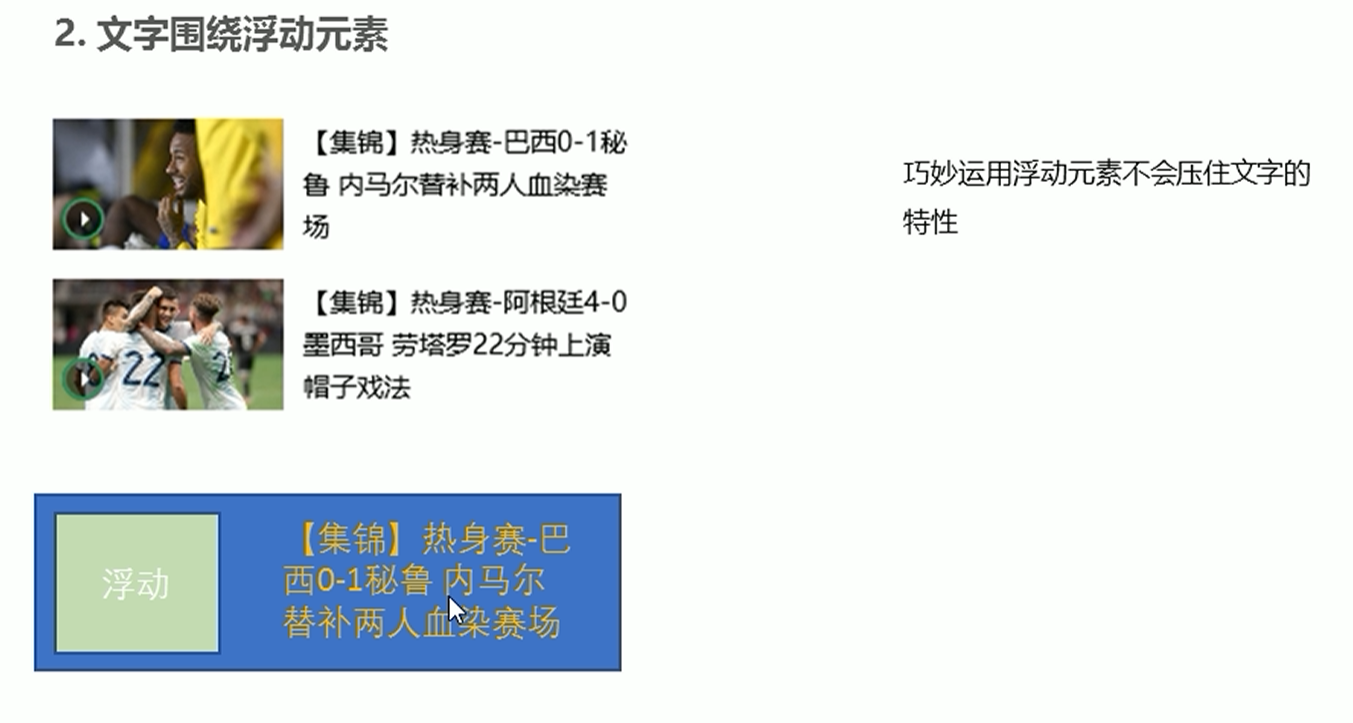 2. 文字围绕浮动元素
【集锦】热身赛-巴西0-1秘
鲁 内马尔替补两人血染赛
场
巧妙运用浮动元素不会压住文字的
特性
22
【集锦】热身赛-阿根廷4-0
墨西哥 劳塔罗22分钟上演
帽子戏法
浮动
【集锦】热身赛-巴
西0-1秘鲁 内马尔
替补两人血染赛场